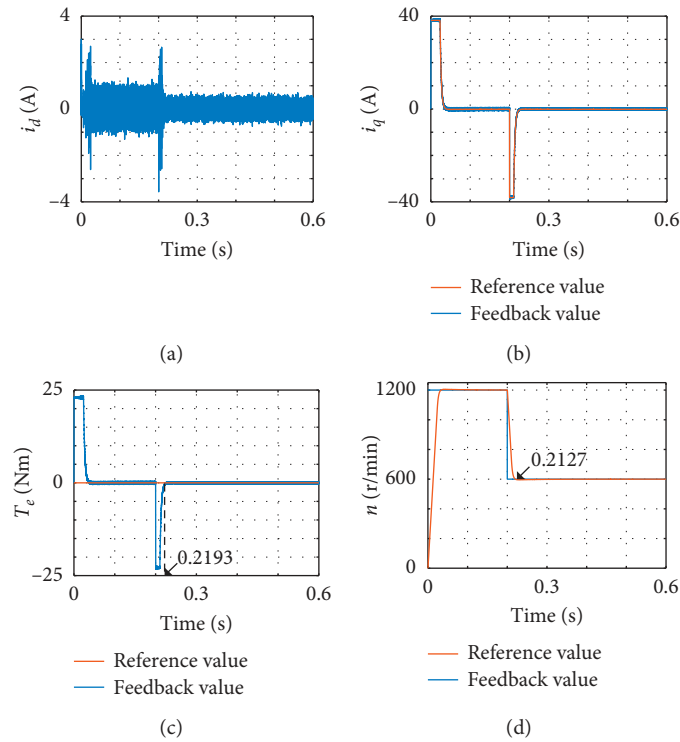 4
0
−4
i_d (A)
0 0.3 0.6
Time (s)
(a)
40
0
−40
i_q (A)
0 0.3 0.6
Time (s)
Reference value
Feedback value
(b)
25
0
−25
T_e (Nm)
0.2193
0 0.3 0.6
Time (s)
Reference value
Feedback value
(c)
1200
600
0
n (r/min)
0.2127
0 0.3 0.6
Time (s)
Reference value
Feedback value
(d)